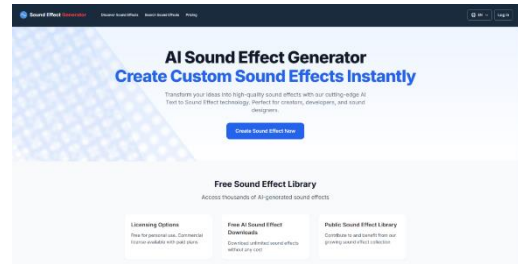 Sound Effect Generator
Discover Sound Effects Search Sound Effects Pricing
EN
Log in
AI Sound Effect Generator
Create Custom Sound Effects Instantly
Transform your ideas into high-quality sound effects with our cutting-edge AI
Text to Sound Effect technology. Perfect for creators, developers, and sound
designers.
Create Sound Effect Now
Free Sound Effect Library
Access thousands of AI-generated sound effects
Licensing Options
Free for personal use. Commercial
license available with paid plans
Free AI Sound Effect
Downloads
Download unlimited sound effects
without any cost
Public Sound Effect Library
Contribute to and benefit from our
growing sound effect collection